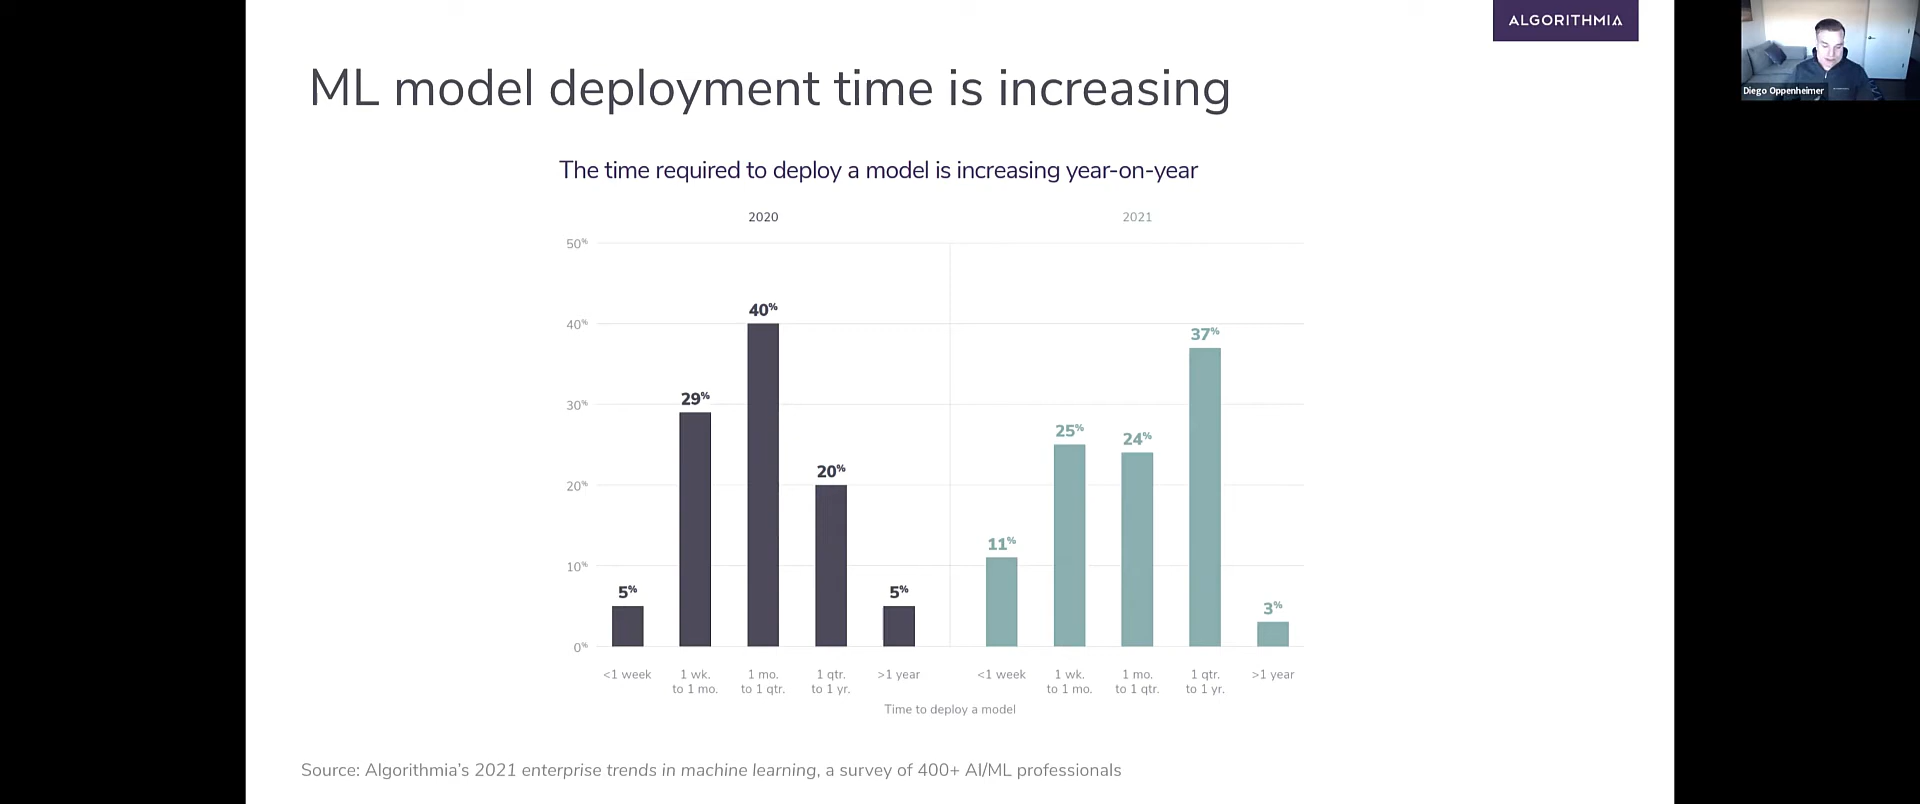 ALGORITHMIA
Diego Oppenheimer
ML model deployment time is increasing
The time required to deploy a model is increasing year-on-year
2020
2021
50%
40%
30%
20%
10%
0%
5%
29%
40%
20%
5%
11%
25%
24%
37%
3%
<1 week
1 wk.
to 1 mo.
1 mo.
to 1 qtr.
1 qtr.
to 1 yr.
>1 year
<1 week
1 wk.
to 1 mo.
1 mo.
to 1 qtr.
1 qtr.
to 1 yr.
>1 year
Time to deploy a model
Source: Algorithmia's 2021 enterprise trends in machine learning, a survey of 400+ AI/ML professionals